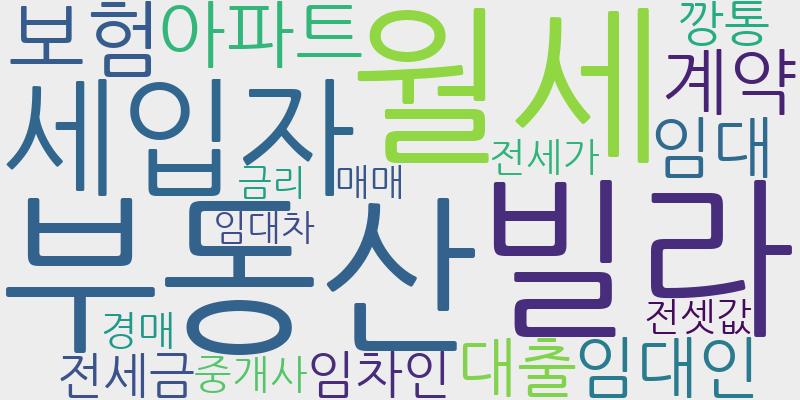 보험
아파트
월세
깡통
계약
세입자
임대
전세가
금리
매매
부동산
임대차
빌라
전셋값
경매
전세금
중개사
임차인
대출
임대인